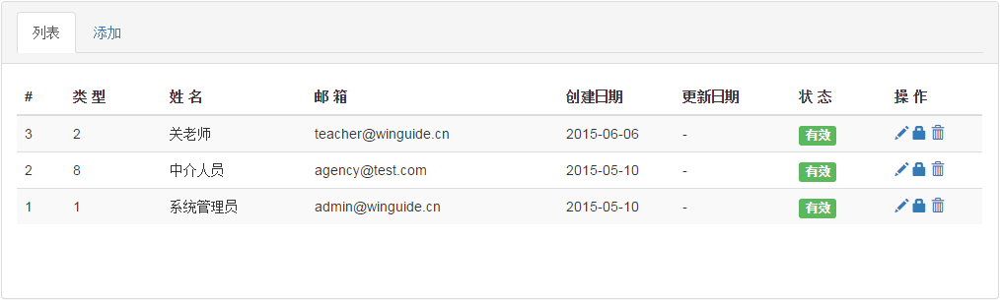 列表 添加
# 类 型 姓 名 邮 箱 创建日期 更新日期 状 态 操 作
3 2 关老师 teacher@winguide.cn 2015-06-06 - 有效
2 8 中介人员 agency@test.com 2015-05-10 - 有效
1 1 系统管理员 admin@winguide.cn 2015-05-10 - 有效